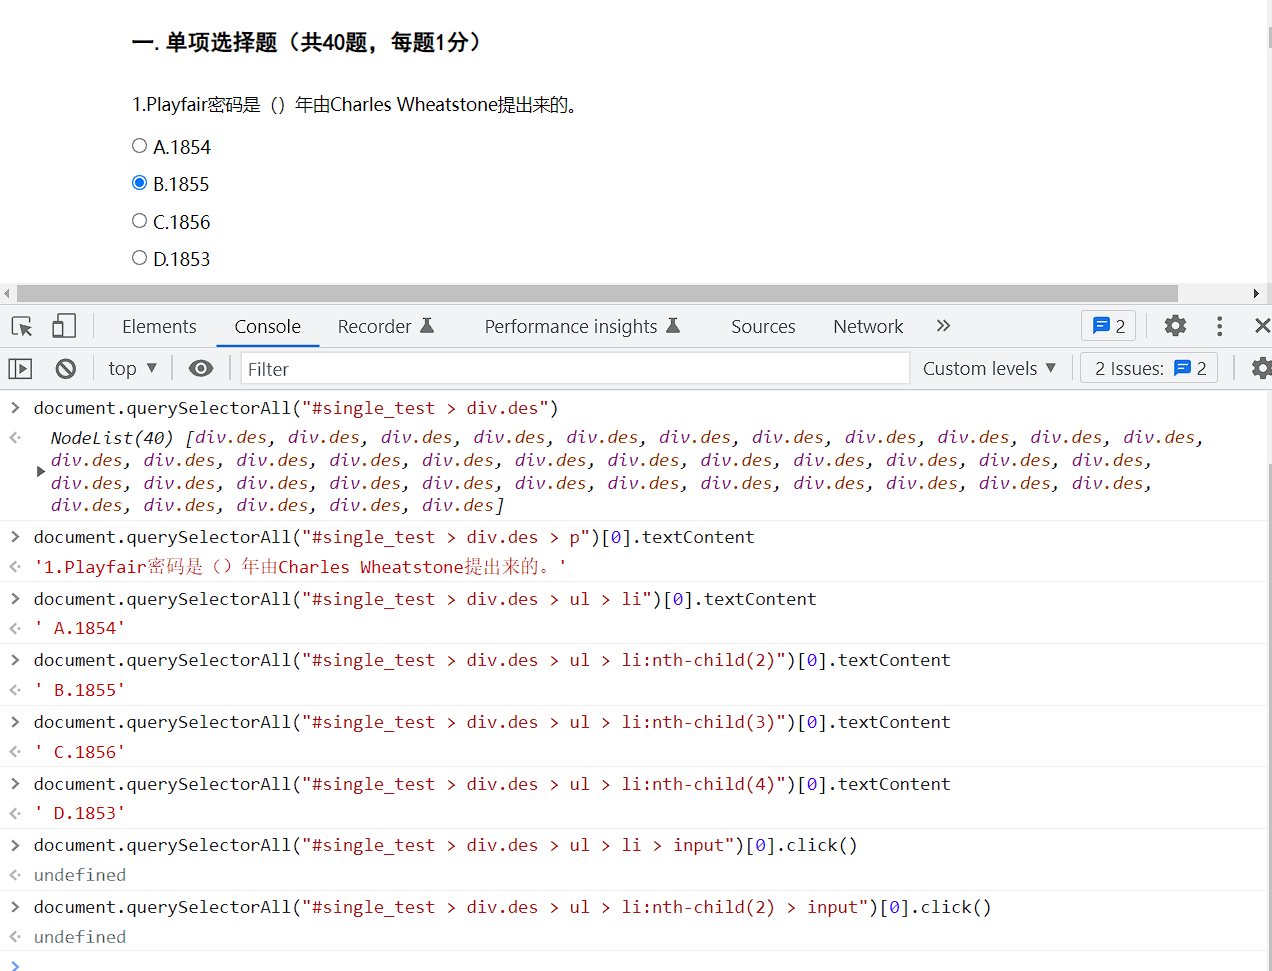 一. 单项选择题（共40题，每题1分）
1.Playfair密码是（）年由Charles Wheatstone提出来的。
A.1854
B.1855
C.1856
D.1853
Elements Console Recorder Performance insights Sources Network 2
top Filter Custom levels 2 Issues: 2
document.querySelectorAll("#single_test > div.des")
NodeList(40) [div.des, div.des, div.des, div.des, div.des, div.des, div.des, div.des, div.des, div.des, div.des,
div.des, div.des, div.des, div.des, div.des, div.des, div.des, div.des, div.des, div.des, div.des, div.des,
div.des, div.des, div.des, div.des, div.des, div.des, div.des, div.des, div.des, div.des, div.des, div.des,
div.des, div.des, div.des, div.des, div.des]
document.querySelectorAll("#single_test > div.des > p")[0].textContent
'1.Playfair密码是（）年由Charles Wheatstone提出来的。'
document.querySelectorAll("#single_test > div.des > ul > li")[0].textContent
' A.1854'
document.querySelectorAll("#single_test > div.des > ul > li:nth-child(2)")[0].textContent
' B.1855'
document.querySelectorAll("#single_test > div.des > ul > li:nth-child(3)")[0].textContent
' C.1856'
document.querySelectorAll("#single_test > div.des > ul > li:nth-child(4)")[0].textContent
' D.1853'
document.querySelectorAll("#single_test > div.des > ul > li > input")[0].click()
undefined
document.querySelectorAll("#single_test > div.des > ul > li:nth-child(2) > input")[0].click()
undefined